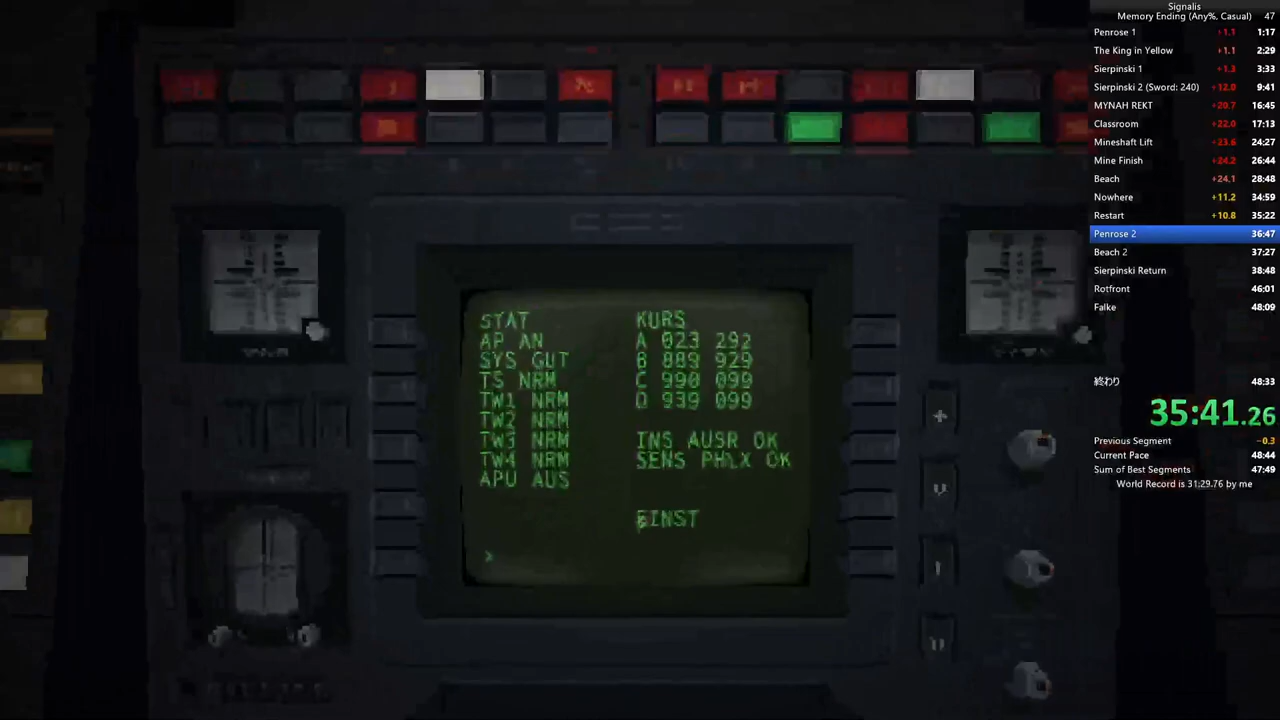 Signalis
Memory Ending (Any%, Casual) 47
Penrose 1 +1.1 1:17
The King in Yellow +1.1 2:29
Sierpinski 1 +1.3 3:33
Sierpinski 2 (Sword: 240) +12.0 9:41
MYNAH REKT +20.7 16:45
Classroom +22.0 17:13
Mineshaft Lift +23.6 24:27
Mine Finish +24.2 26:44
Beach +24.1 28:48
Nowhere +11.2 34:59
Restart +10.8 35:22
Penrose 2 36:47
Beach 2 37:27
Sierpinski Return 38:48
Rotfront 46:01
Falke 48:09
終わり 48:33
35:41.26
Previous Segment −0.3
Current Pace 48:44
Sum of Best Segments 47:49
World Record is 31:29.76 by me
STAT
AP AN
SYS GUT
TS NRM
TW1 NRM
TW2 NRM
TW3 NRM
TW4 NRM
APU AUS
>
KURS
A 023 292
B 889 929
C 990 099
D 939 099
INS AUSR OK
SENS PHLX OK
EINST